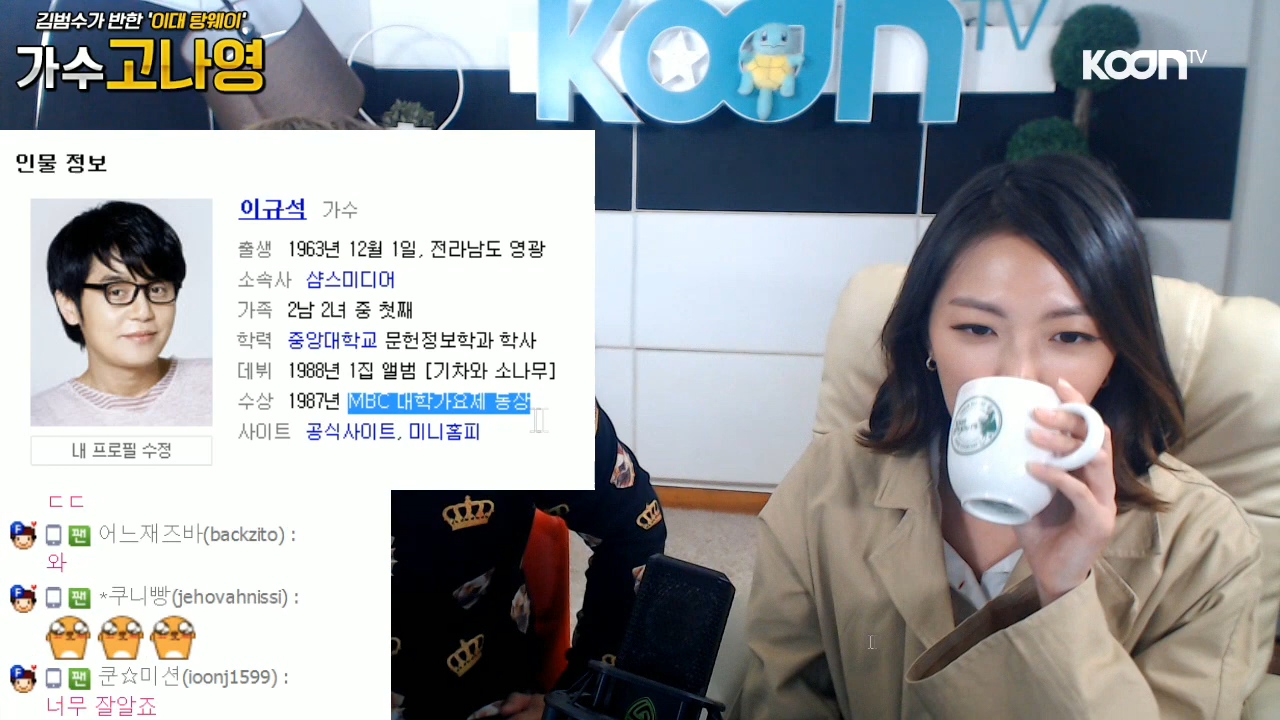 김범수가 반한 '이대 탕웨이'
가수 고나영
KOON TV
KOON TV
인물 정보
이규석 가수
출생 1963년 12월 1일, 전라남도 영광
소속사 샴스미디어
가족 2남 2녀 중 첫째
학력 중앙대학교 문헌정보학과 학사
데뷔 1988년 1집 앨범 [기차와 소나무]
수상 1987년 MBC 대학가요제 동상
사이트 공식사이트, 미니홈피
내 프로필 수정
ㄷㄷ
팬 어느재즈바(backzito) :
와
팬 *쿠니빵(jehovahnissi) :
팬 쿤☆미션(ioonj1599) :
너무 잘알죠